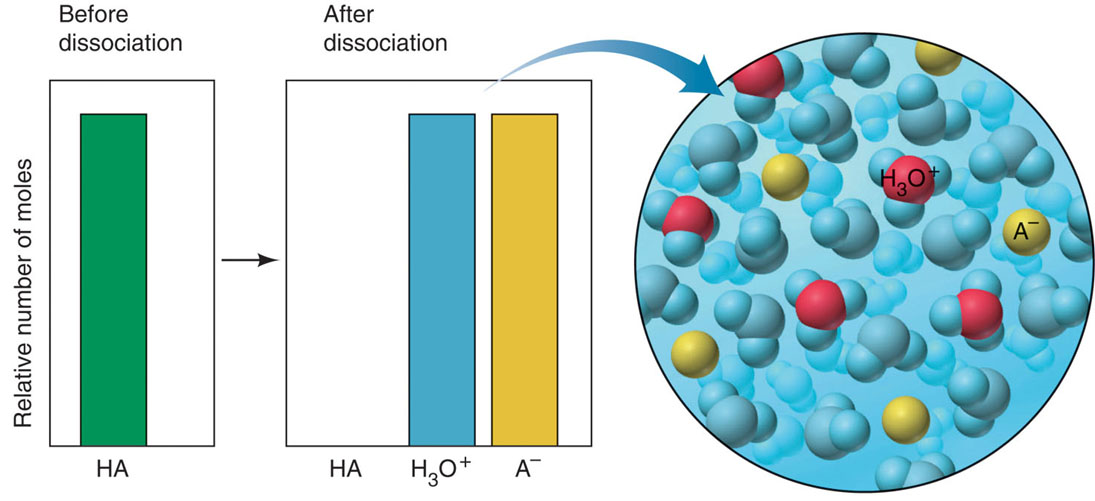 Before
dissociation
After
dissociation
Relative number of moles
HA
HA
H₃O⁺
A⁻
H₃O⁺
A⁻